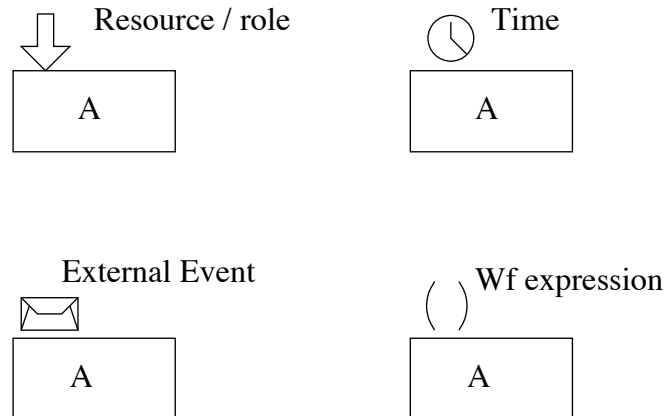 Resource / role
Time
A
A
External Event
Wf expression
A
A